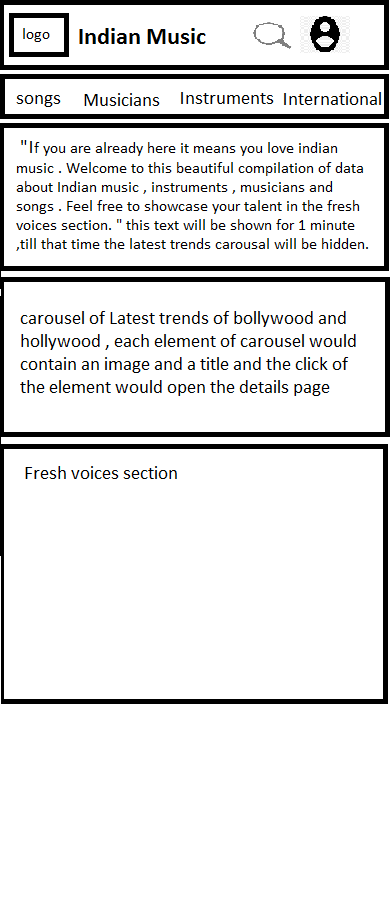 logo Indian Music
songs Musicians Instruments International
"If you are already here it means you love indian
music . Welcome to this beautiful compilation of data
about Indian music , instruments , musicians and
songs . Feel free to showcase your talent in the fresh
voices section. " this text will be shown for 1 minute
,till that time the latest trends carousal will be hidden.
carousel of Latest trends of bollywood and
hollywood , each element of carousel would
contain an image and a title and the click of
the element would open the details page
Fresh voices section